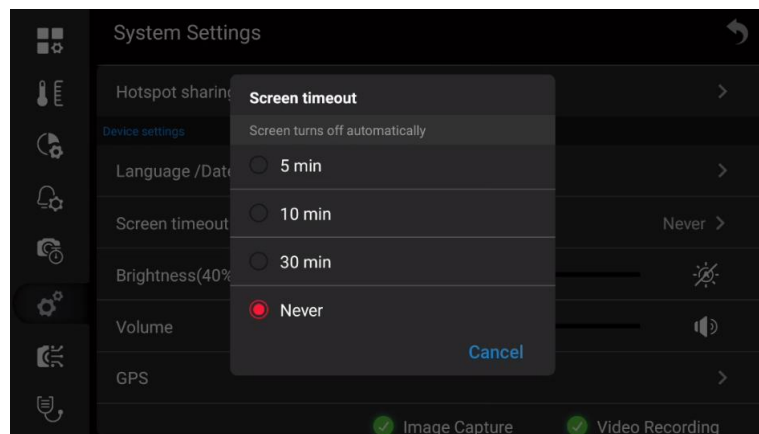 System Settings
Hotspot sharing
Screen timeout
Device settings
Screen turns off automatically
5 min
Language /Date
10 min
Screen timeout
Never
30 min
Brightness(40%
Never
Volume
Cancel
GPS
Image Capture
Video Recording